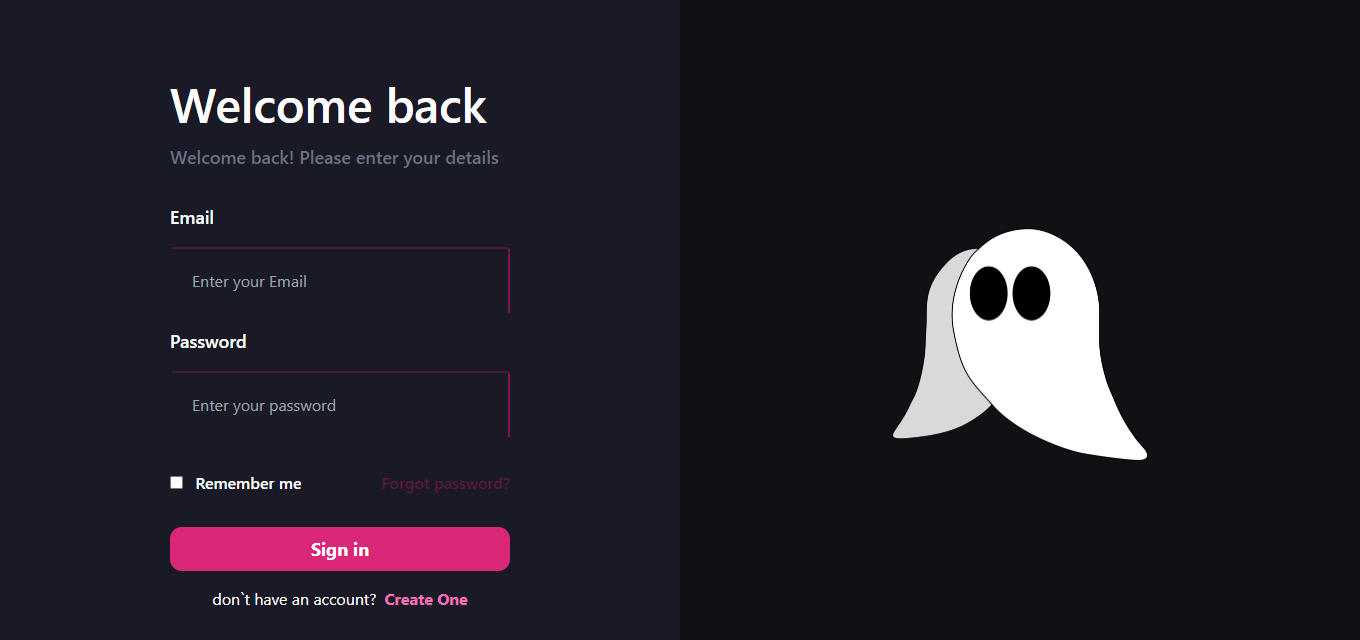 Welcome back
Welcome back! Please enter your details
Email
Enter your Email
Password
Enter your password
Remember me Forgot password?
Sign in
don`t have an account? Create One